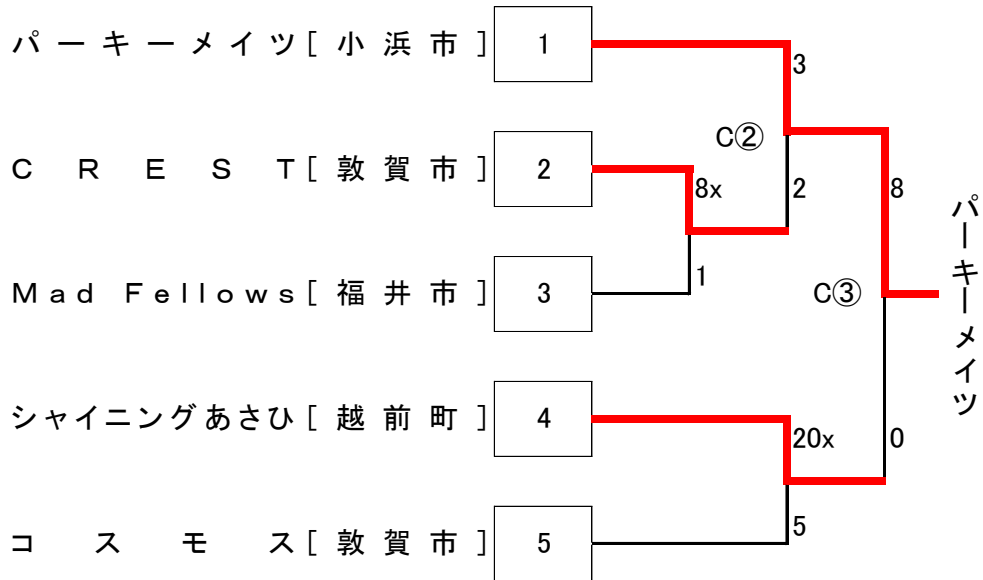 パーキーメイツ[小浜市] 1
3
C②
CREST[敦賀市] 2
8x
2
8
パーキーメイツ
Mad Fellows[福井市] 3
1
C③
シャイニングあさひ[越前町] 4
20x
0
コスモス[敦賀市] 5
5